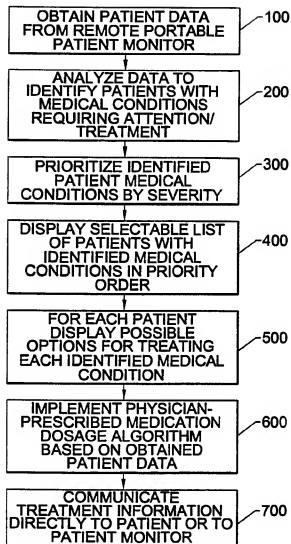 OBTAIN PATIENT DATA
FROM REMOTE PORTABLE
PATIENT MONITOR
100
ANALYZE DATA TO
IDENTIFY PATIENTS WITH
MEDICAL CONDITIONS
REQUIRING ATTENTION/
TREATMENT
200
PRIORITIZE IDENTIFIED
PATIENT MEDICAL
CONDITIONS BY SEVERITY
300
DISPLAY SELECTABLE
LIST OF PATIENTS WITH
IDENTIFIED MEDICAL
CONDITIONS IN PRIORITY
ORDER
400
FOR EACH PATIENT
DISPLAY POSSIBLE
OPTIONS FOR TREATING
EACH IDENTIFIED MEDICAL
CONDITION
500
IMPLEMENT PHYSICIAN-
PRESCRIBED MEDICATION
DOSAGE ALGORITHM
BASED ON OBTAINED
PATIENT DATA
600
COMMUNICATE
TREATMENT INFORMATION
DIRECTLY TO PATIENT OR TO
PATIENT MONITOR
700